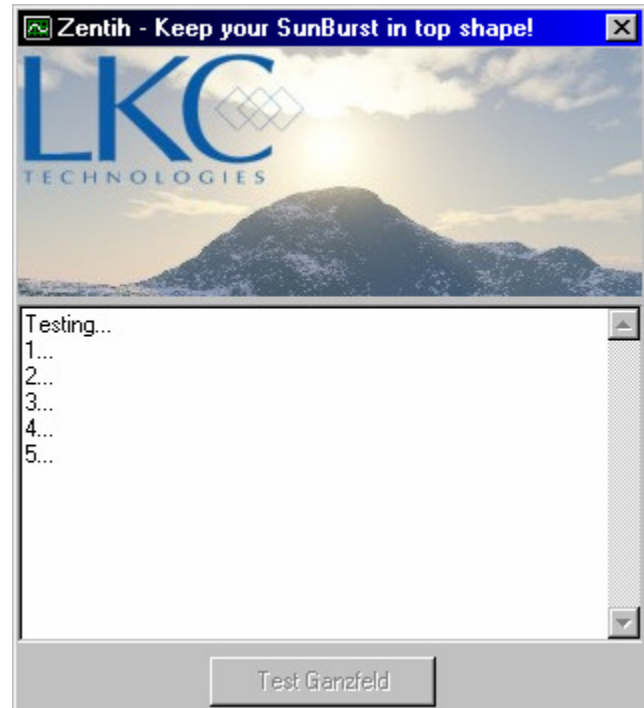 Zentih - Keep your SunBurst in top shape!
LKC
TECHNOLOGIES
Testing...
1...
2...
3...
4...
5...
Test Ganzfeld